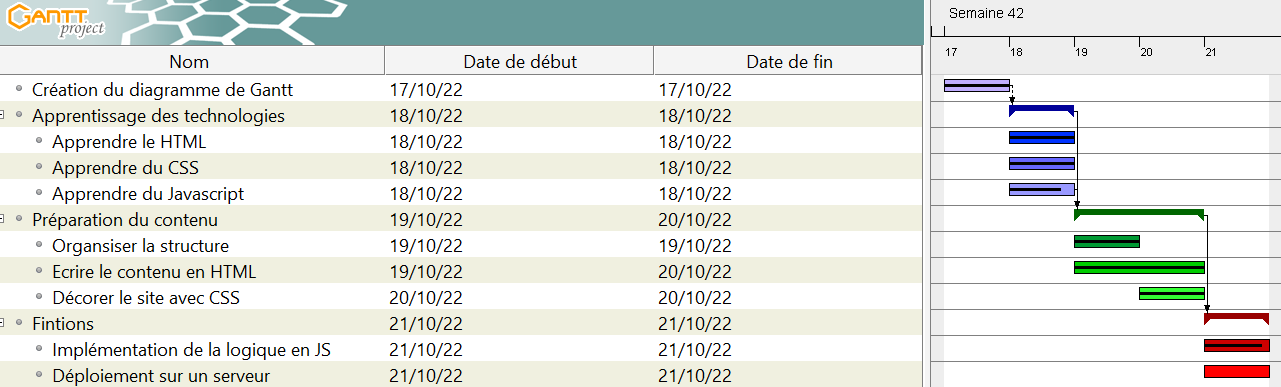 GANTT
project
Semaine 42
17 18 19 20 21
Nom Date de début Date de fin
Création du diagramme de Gantt 17/10/22 17/10/22
Apprentissage des technologies 18/10/22 18/10/22
Apprendre le HTML 18/10/22 18/10/22
Apprendre du CSS 18/10/22 18/10/22
Apprendre du Javascript 18/10/22 18/10/22
Préparation du contenu 19/10/22 20/10/22
Organsiser la structure 19/10/22 19/10/22
Ecrire le contenu en HTML 19/10/22 20/10/22
Décorer le site avec CSS 20/10/22 20/10/22
Fintions 21/10/22 21/10/22
Implémentation de la logique en JS 21/10/22 21/10/22
Déploiement sur un serveur 21/10/22 21/10/22